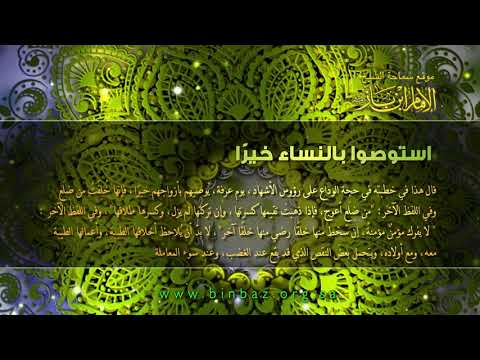 موقع سماحة الشيخ
الإمام ابن باز
استوصوا بالنساء خيرًا
قال هذا في خطبته في حجة الوداع على رؤوس الأشهاد ، يوم عرفة ، يوصيهم بأزواجهم خيرا ، فإنها خلقت من ضلع
وفي اللفظ الآخر : " من ضلع أعوج ، فإذا ذهبت تقيمها كسرتها ، وإن تركتها لم يزل ، وكسرها طلاقها " ، وفي اللفظ الآخر :
" لا يفرك مؤمن مؤمنة ، إن سخط منها خلقا رضي منها خلقا آخر " ، لا بد أن يلاحظ أخلاقها الطيبة ، وأعمالها الطيبة
معه ، ومع أولاده ، ويتحمل بعض النقص الذي قد يقع عند الغضب ، وعند سوء المعاملة
www.binbaz.org.sa